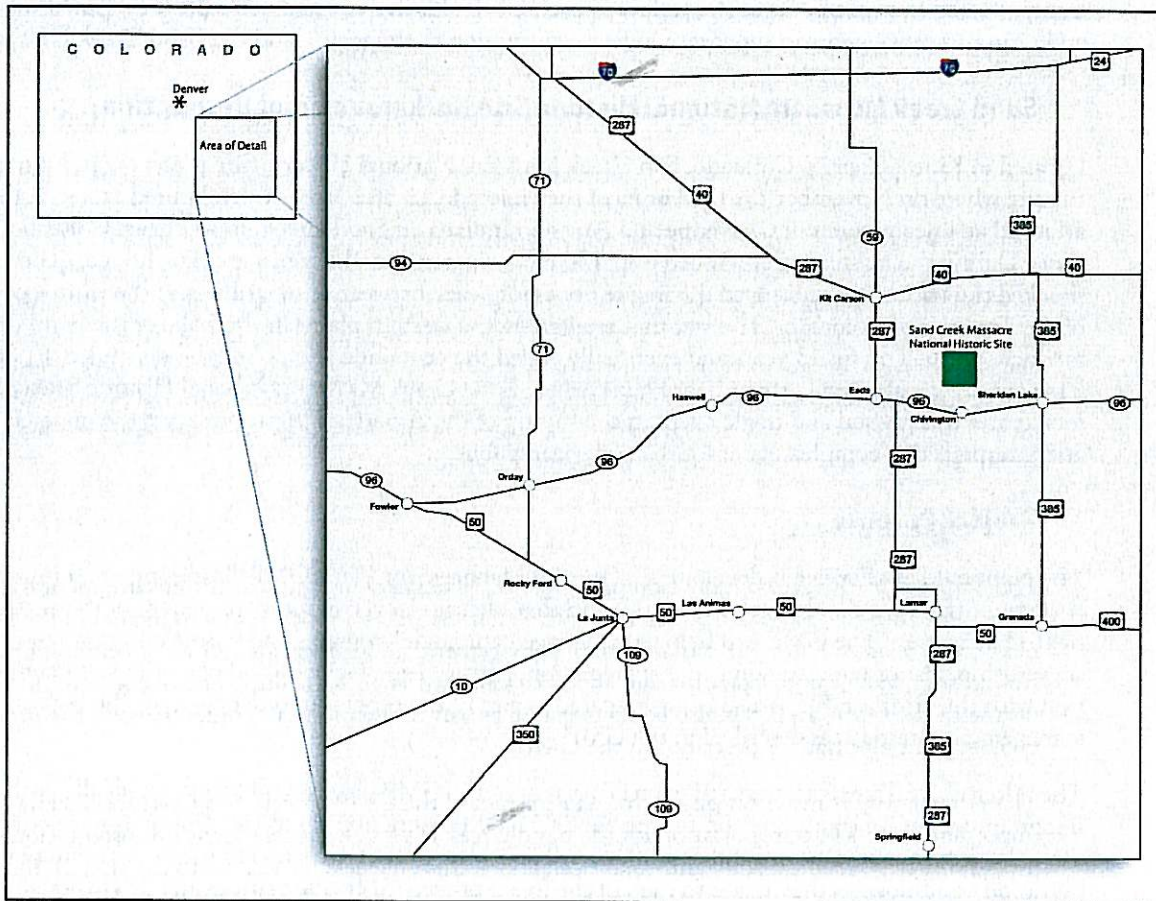 COLORADO
Denver
Area of Detail
70
70
24
287
71
40
385
59
94
287
40
40
Kit Carson
287
Sand Creek Massacre
National Historic Site
385
71
Haswell
96
Eads
96
Sheridan Lake
96
Chivington
96
287
96
Orday
Fowler
50
385
287
Rocky Ford
50
La Junta
50
Las Animas
50
Lamar
Granada
50
400
109
287
10
350
385
109
287
Springfield